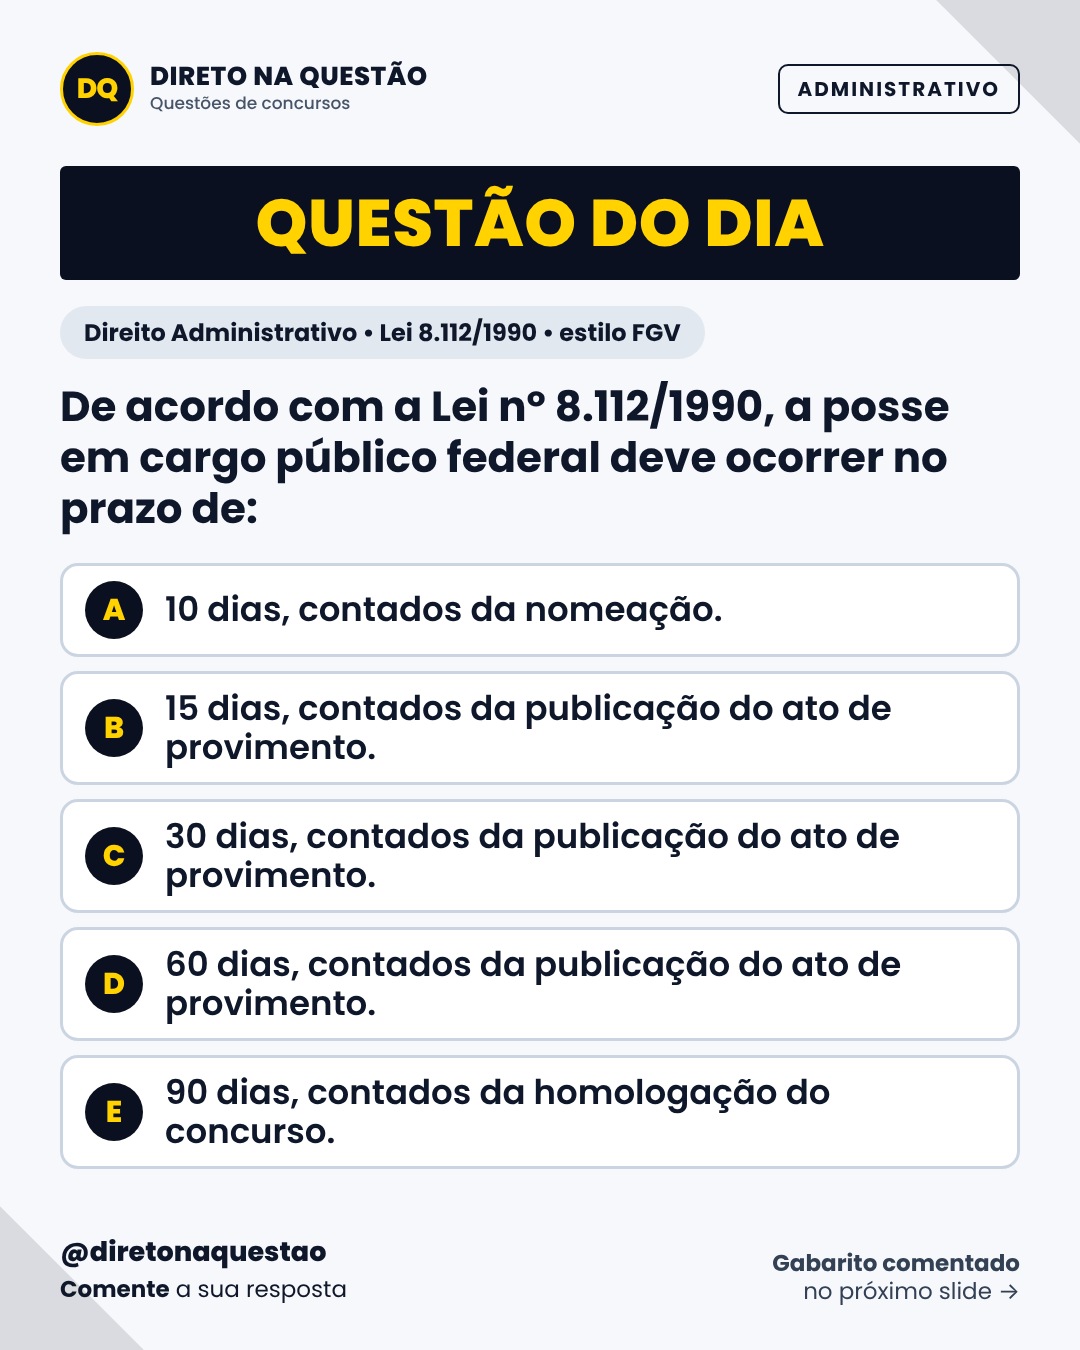 DQ
DIRETO NA QUESTÃO
Questões de concursos
ADMINISTRATIVO
QUESTÃO DO DIA
Direito Administrativo • Lei 8.112/1990 • estilo FGV
De acordo com a Lei nº 8.112/1990, a posse
em cargo público federal deve ocorrer no
prazo de:
A 10 dias, contados da nomeação.
B 15 dias, contados da publicação do ato de
provimento.
C 30 dias, contados da publicação do ato de
provimento.
D 60 dias, contados da publicação do ato de
provimento.
E 90 dias, contados da homologação do
concurso.
@diretonaquestao
Comente a sua resposta
Gabarito comentado
no próximo slide →